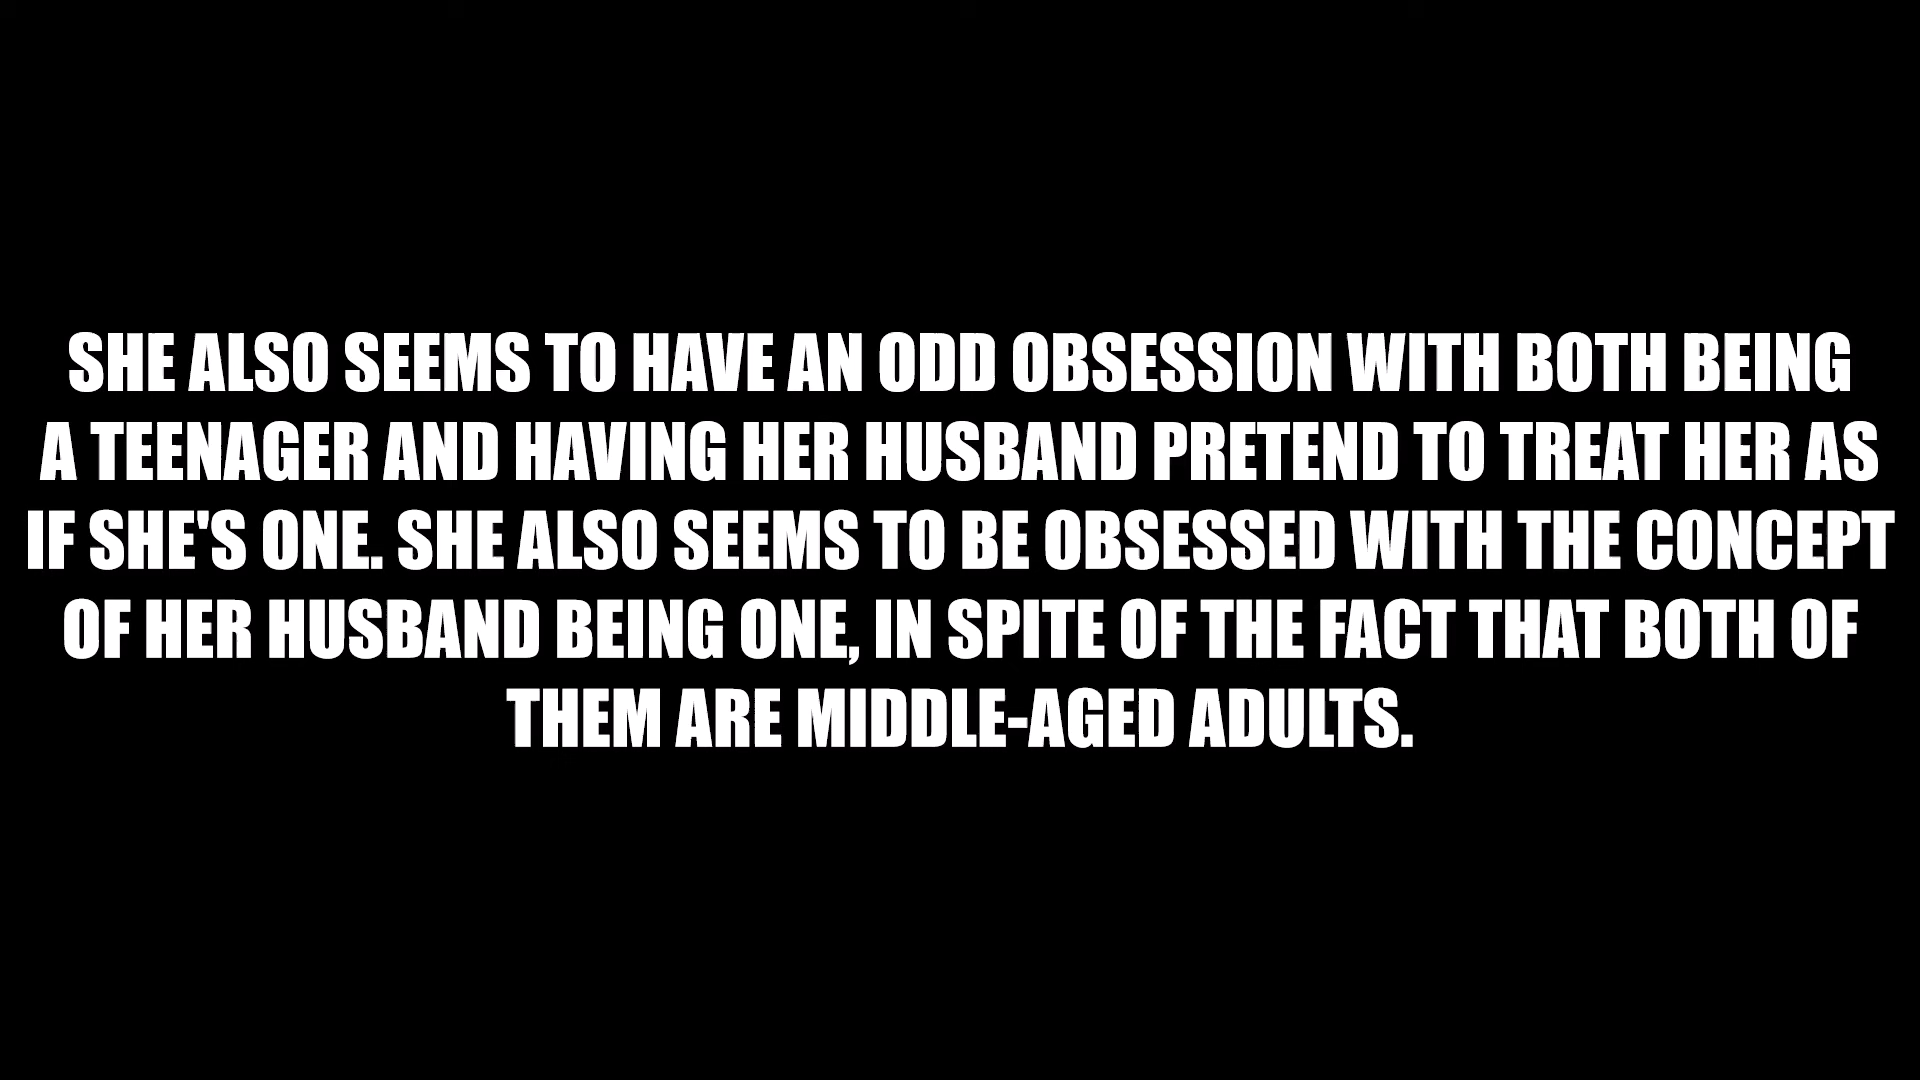 SHE ALSO SEEMS TO HAVE AN ODD OBSESSION WITH BOTH BEING
A TEENAGER AND HAVING HER HUSBAND PRETEND TO TREAT HER AS
IF SHE'S ONE. SHE ALSO SEEMS TO BE OBSESSED WITH THE CONCEPT
OF HER HUSBAND BEING ONE, IN SPITE OF THE FACT THAT BOTH OF
THEM ARE MIDDLE-AGED ADULTS.